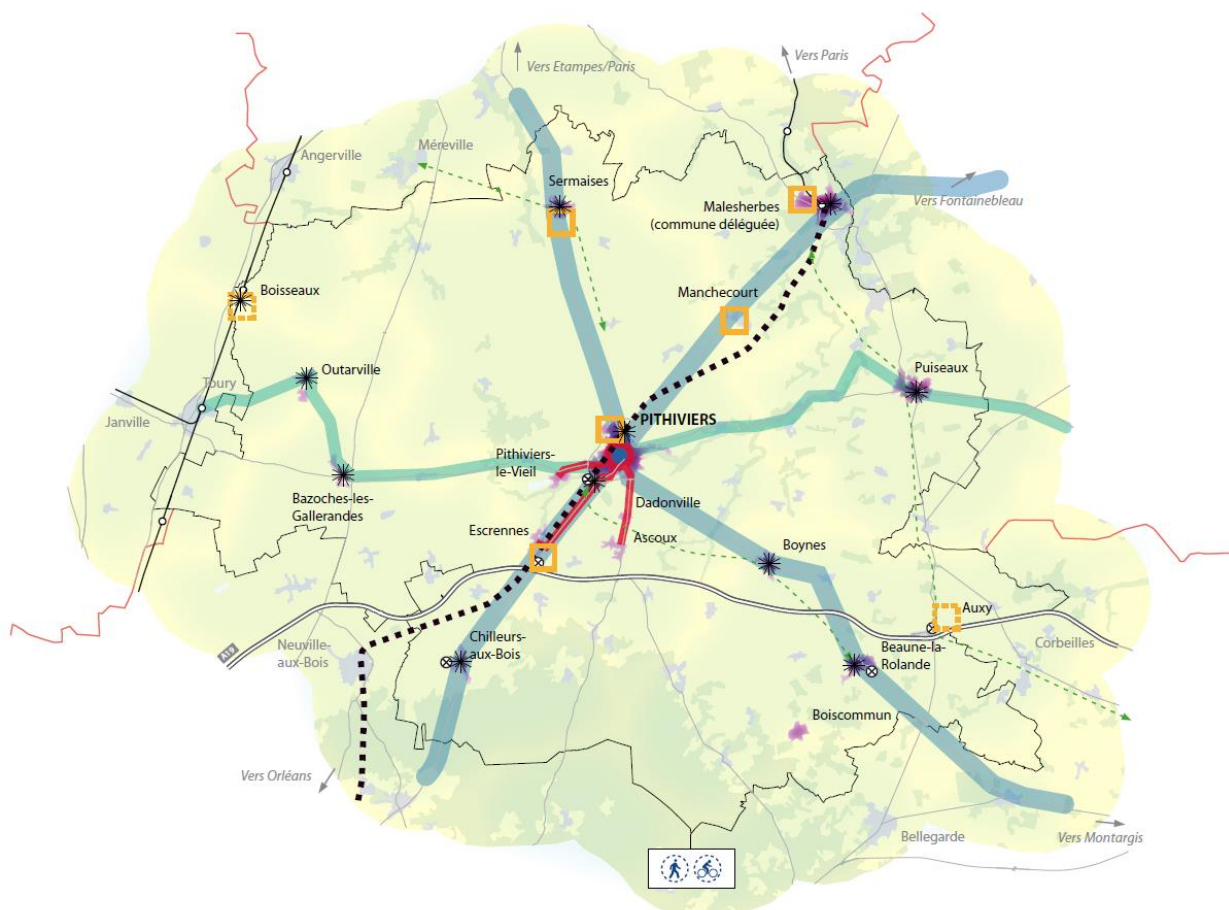 Vers Etampes/Paris
Vers Paris
Angerville
Méreville
Sermaises
Malesherbes
(commune déléguée)
Vers Fontainebleau
Boisseaux
Manchecourt
Outarville
Toury
Puiseaux
Janville
PITHIVIERS
Pithiviers-
le-Vieil
Bazoches-les-
Gallerandes
Dadonville
Escrennes
Ascoux
Boynes
Auxy
A19
Neuville-
aux-Bois
Chilleurs-
aux-Bois
Corbeilles
Beaune-la-
Rolande
Boiscommun
Vers Orléans
Bellegarde
Vers Montargis